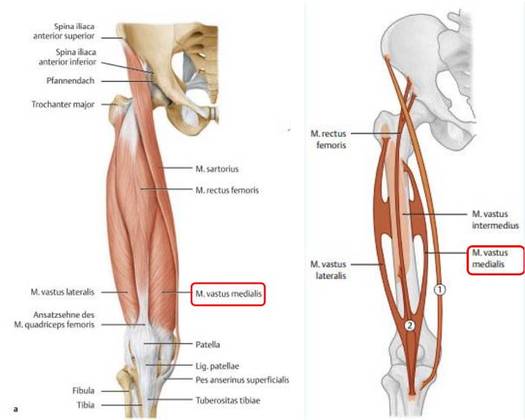 Spina iliaca
anterior superior
Spina iliaca
anterior inferior
Pfannendach
Trochanter major
M. sartorius
M. rectus femoris
M. vastus lateralis
M. vastus medialis
Ansatzsehne des
M. quadriceps femoris
Patella
Lig. patellae
Pes anserinus superficialis
Fibula
Tibia
Tuberositas tibiae
a
M. rectus
femoris
M. vastus
intermedius
M. vastus
lateralis
M. vastus
medialis
1
2